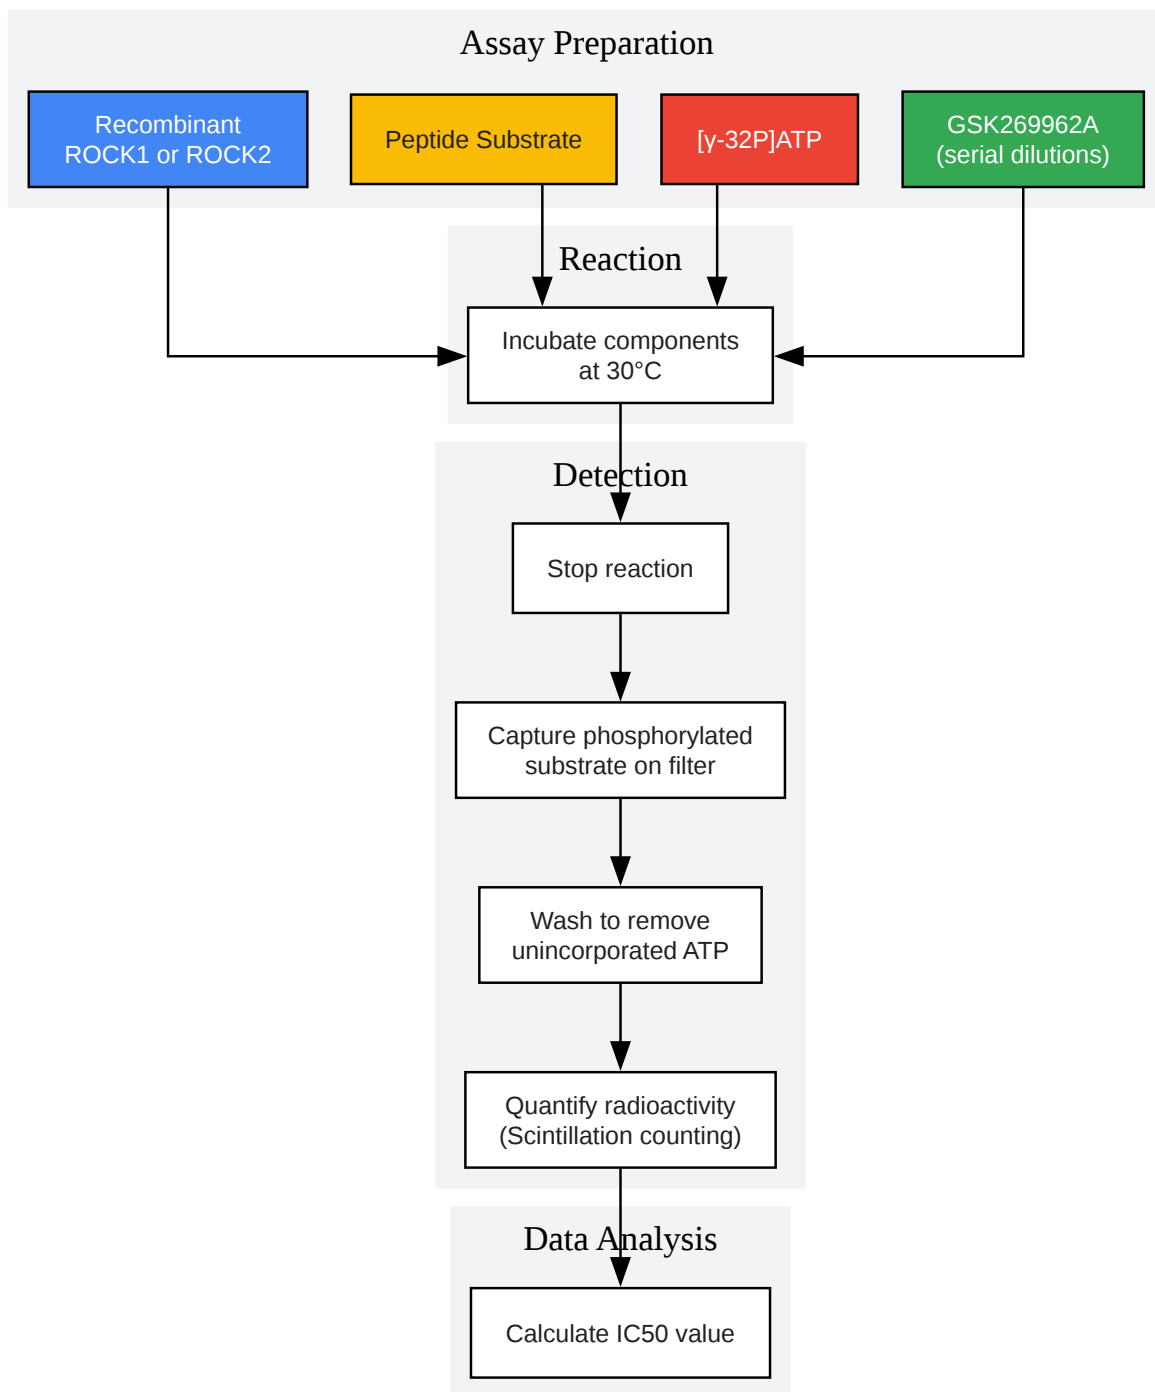 Assay Preparation
Recombinant
ROCK1 or ROCK2
Peptide Substrate
[γ-32P]ATP
GSK269962A
(serial dilutions)
Reaction
Incubate components
at 30°C
Detection
Stop reaction
Capture phosphorylated
substrate on filter
Wash to remove
unincorporated ATP
Quantify radioactivity
(Scintillation counting)
Data Analysis
Calculate IC50 value